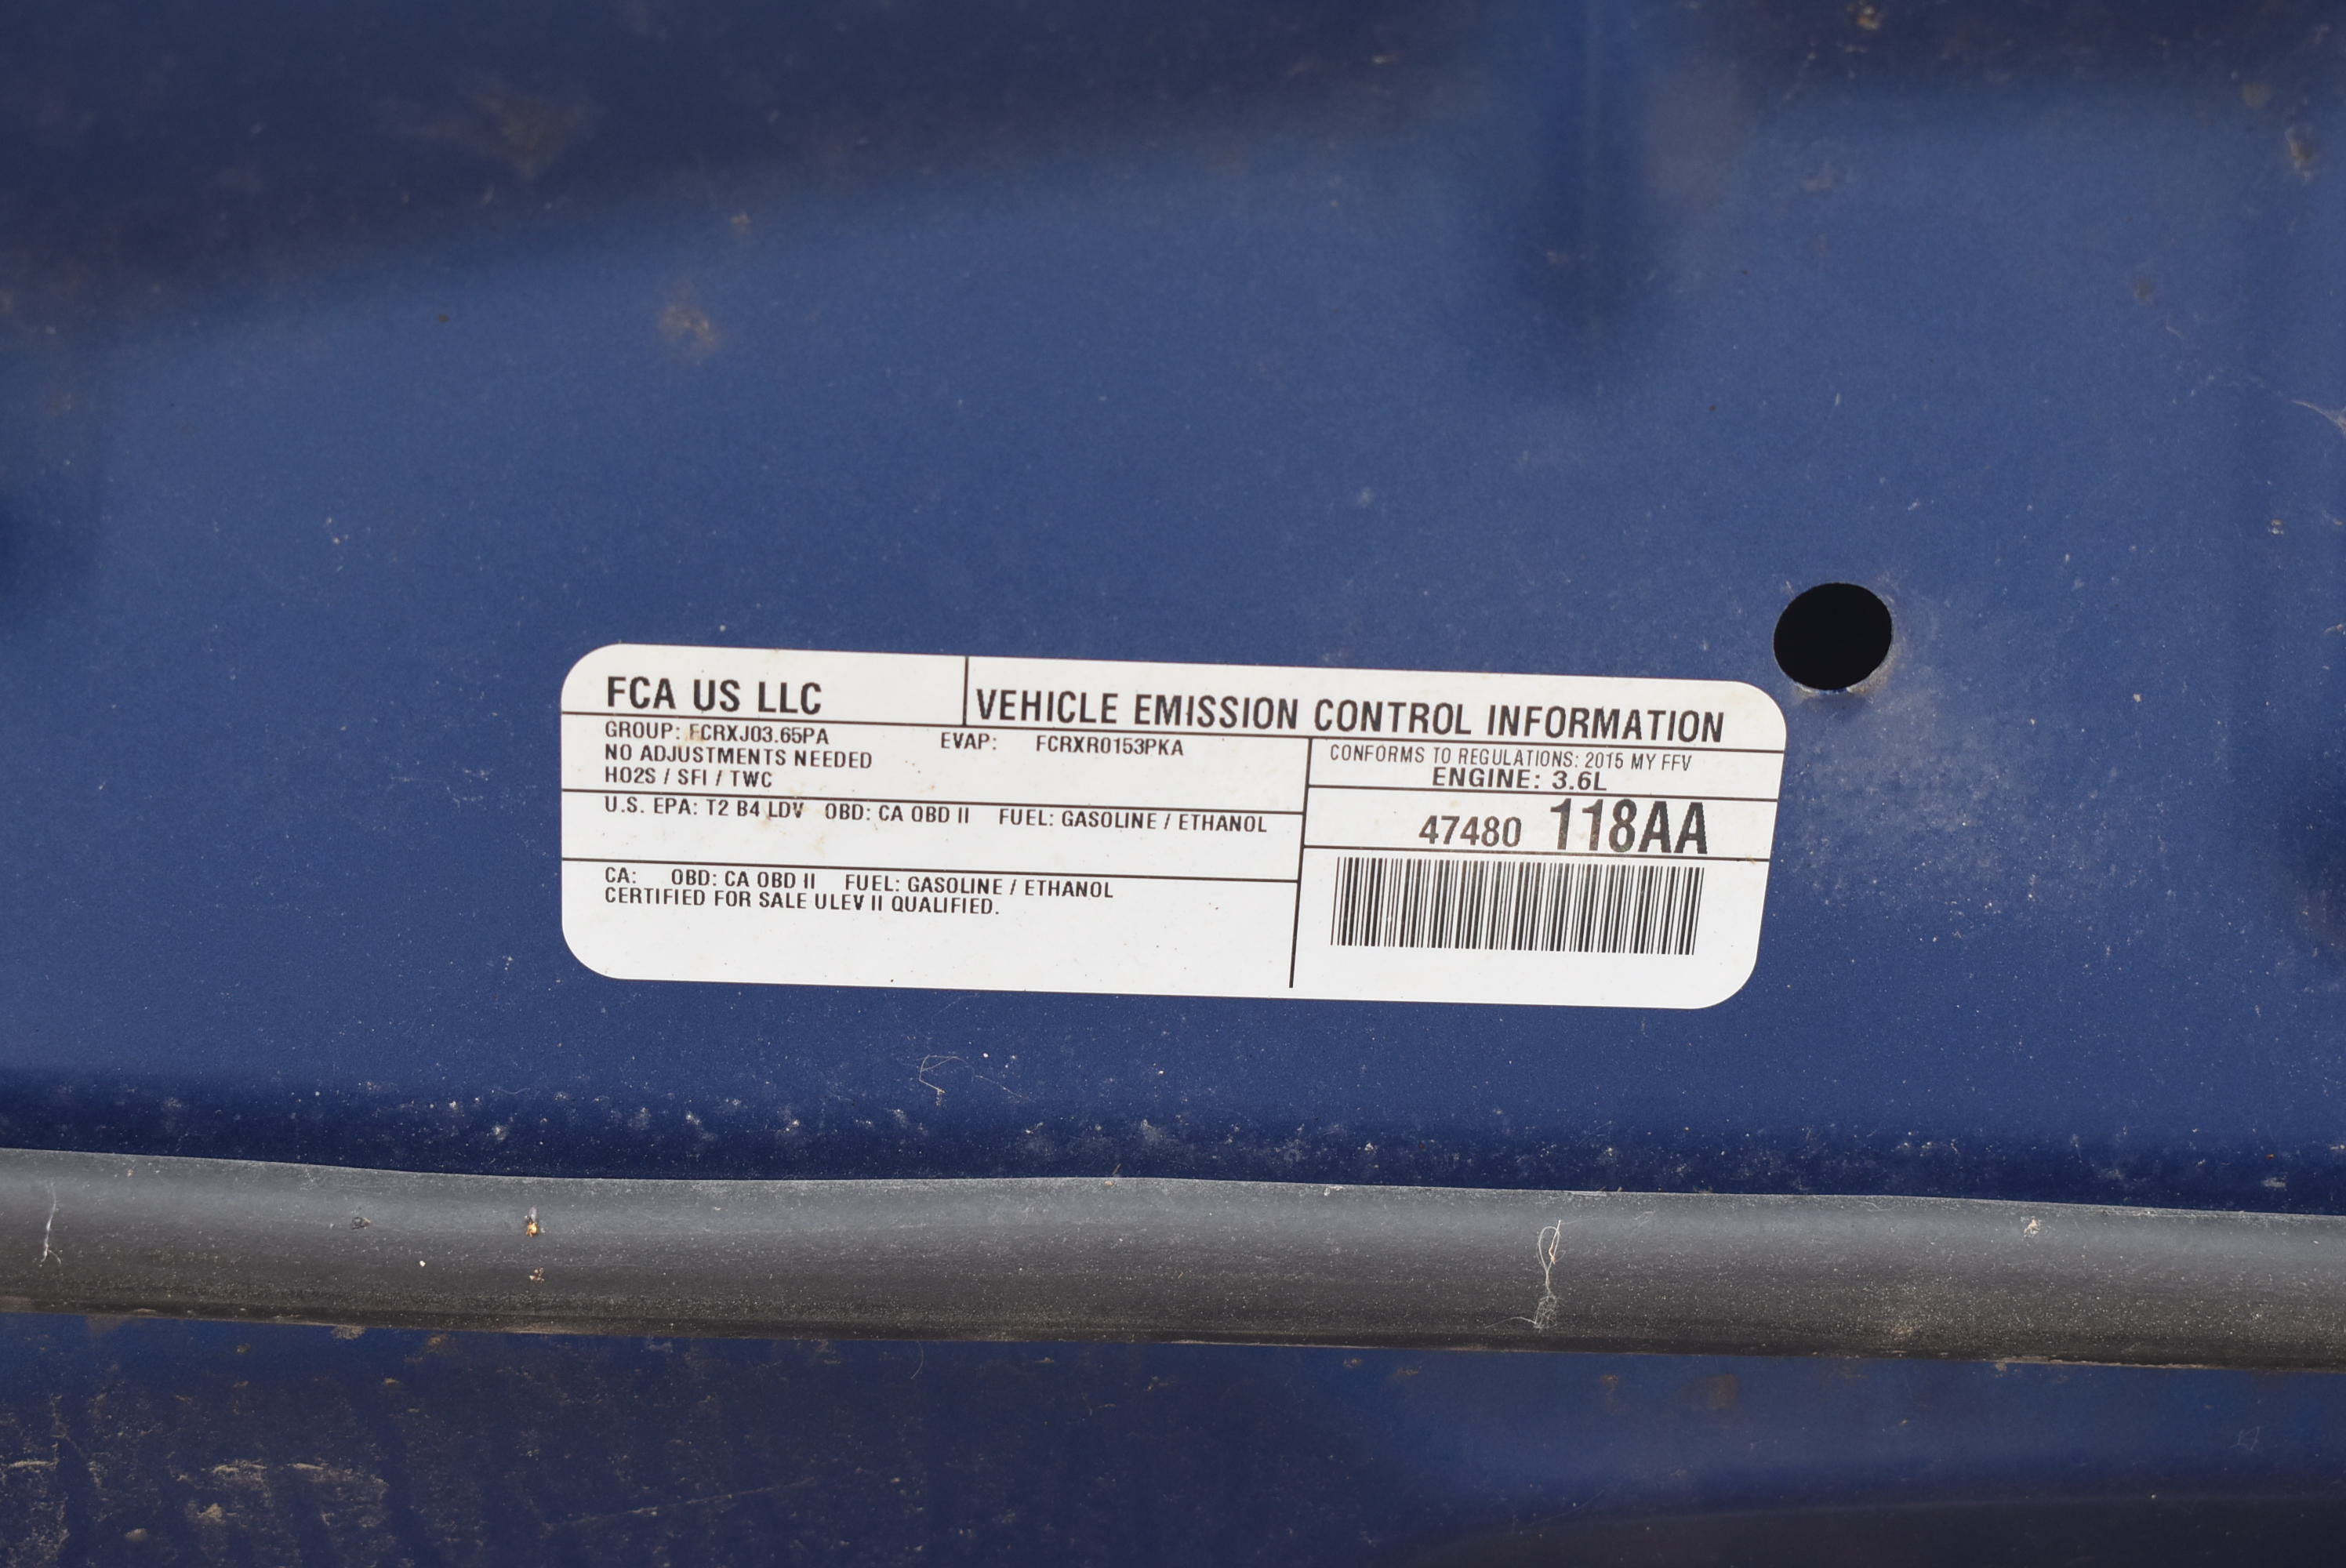 FCA US LLC
VEHICLE EMISSION CONTROL INFORMATION
GROUP: FCRXJ03.65PA EVAP: FCRXR0153PKA
NO ADJUSTMENTS NEEDED
HO2S / SFI / TWC
CONFORMS TO REGULATIONS: 2015 MY FFV
ENGINE: 3.6L
U.S. EPA: T2 B4 LDV OBD: CA OBD II FUEL: GASOLINE / ETHANOL
47480 118AA
CA: OBD: CA OBD II FUEL: GASOLINE / ETHANOL
CERTIFIED FOR SALE ULEV II QUALIFIED.